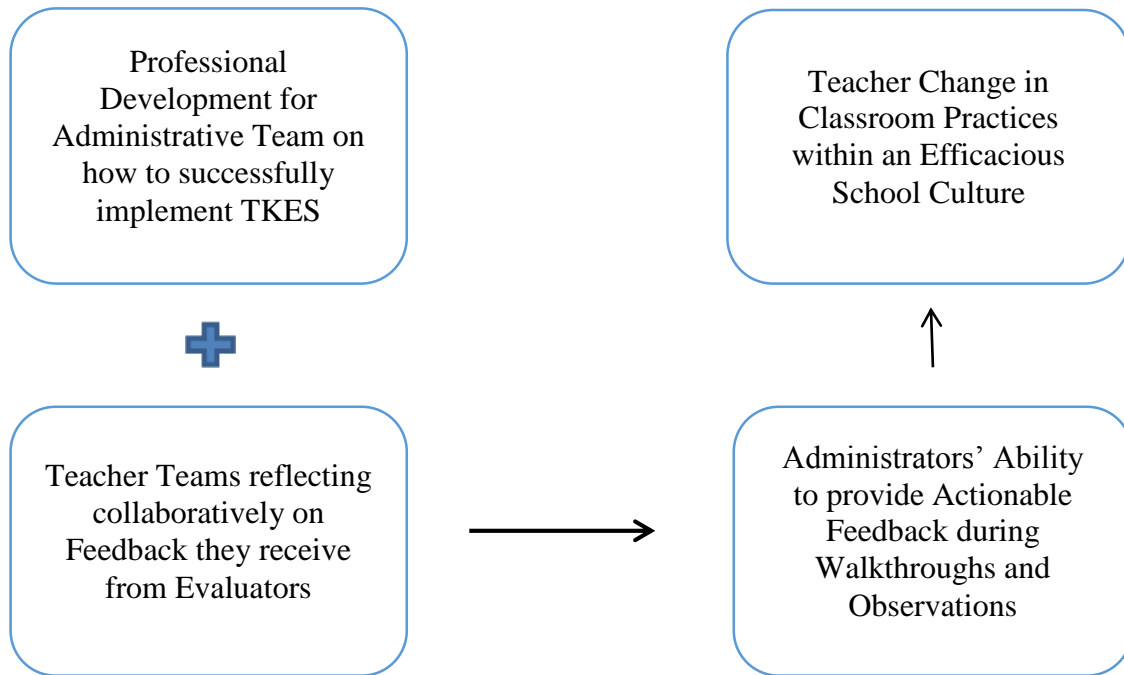 Professional
Development for
Administrative Team on
how to successfully
implement TKES
Teacher Change in
Classroom Practices
within an Efficacious
School Culture
Teacher Teams reflecting
collaboratively on
Feedback they receive
from Evaluators
Administrators’ Ability
to provide Actionable
Feedback during
Walkthroughs and
Observations